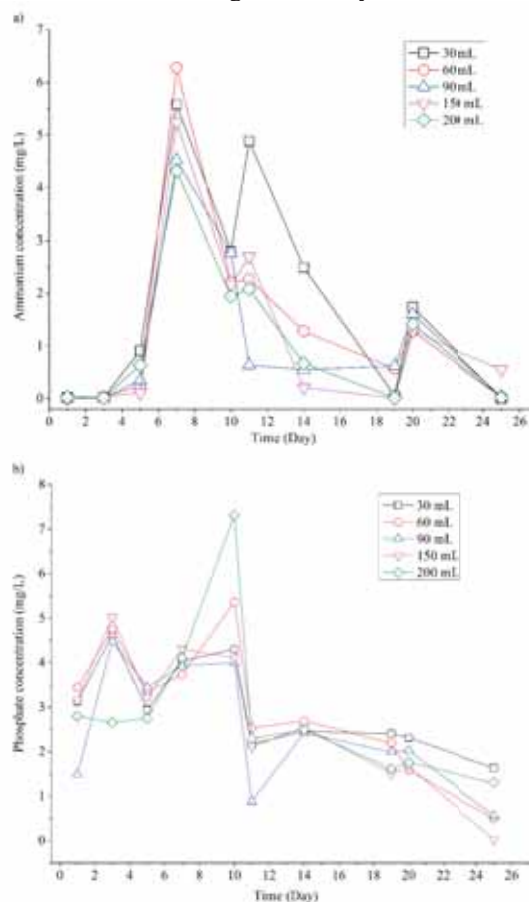 a)
7
6
5
4
3
2
1
0
Ammonium concentration (mg/L)
30 mL
60 mL
90 mL
150 mL
200 mL
0 2 4 6 8 10 12 14 16 18 20 22 24 26
Time (Day)
b)
8
7
6
5
4
3
2
1
0
Phosphate concentration (mg/L)
30 mL
60 mL
90 mL
150 mL
200 mL
0 2 4 6 8 10 12 14 16 18 20 22 24 26
Time (Day)